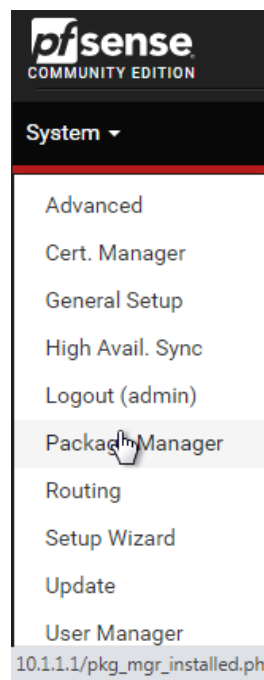 pfsense
COMMUNITY EDITION
System
Advanced
Cert. Manager
General Setup
High Avail. Sync
Logout (admin)
Package Manager
Routing
Setup Wizard
Update
User Manager
10.1.1.1/pkg_mgr_installed.ph